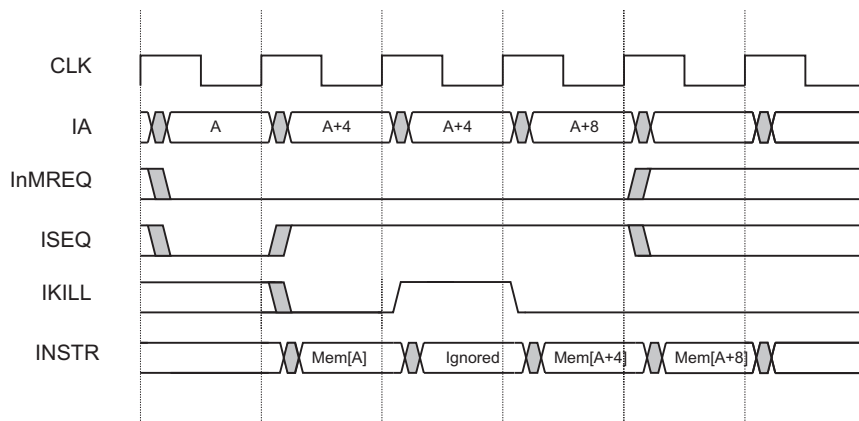 CLK
IA A A+4 A+4 A+8
InMREQ
ISEQ
IKILL
INSTR Mem[A] Ignored Mem[A+4] Mem[A+8]